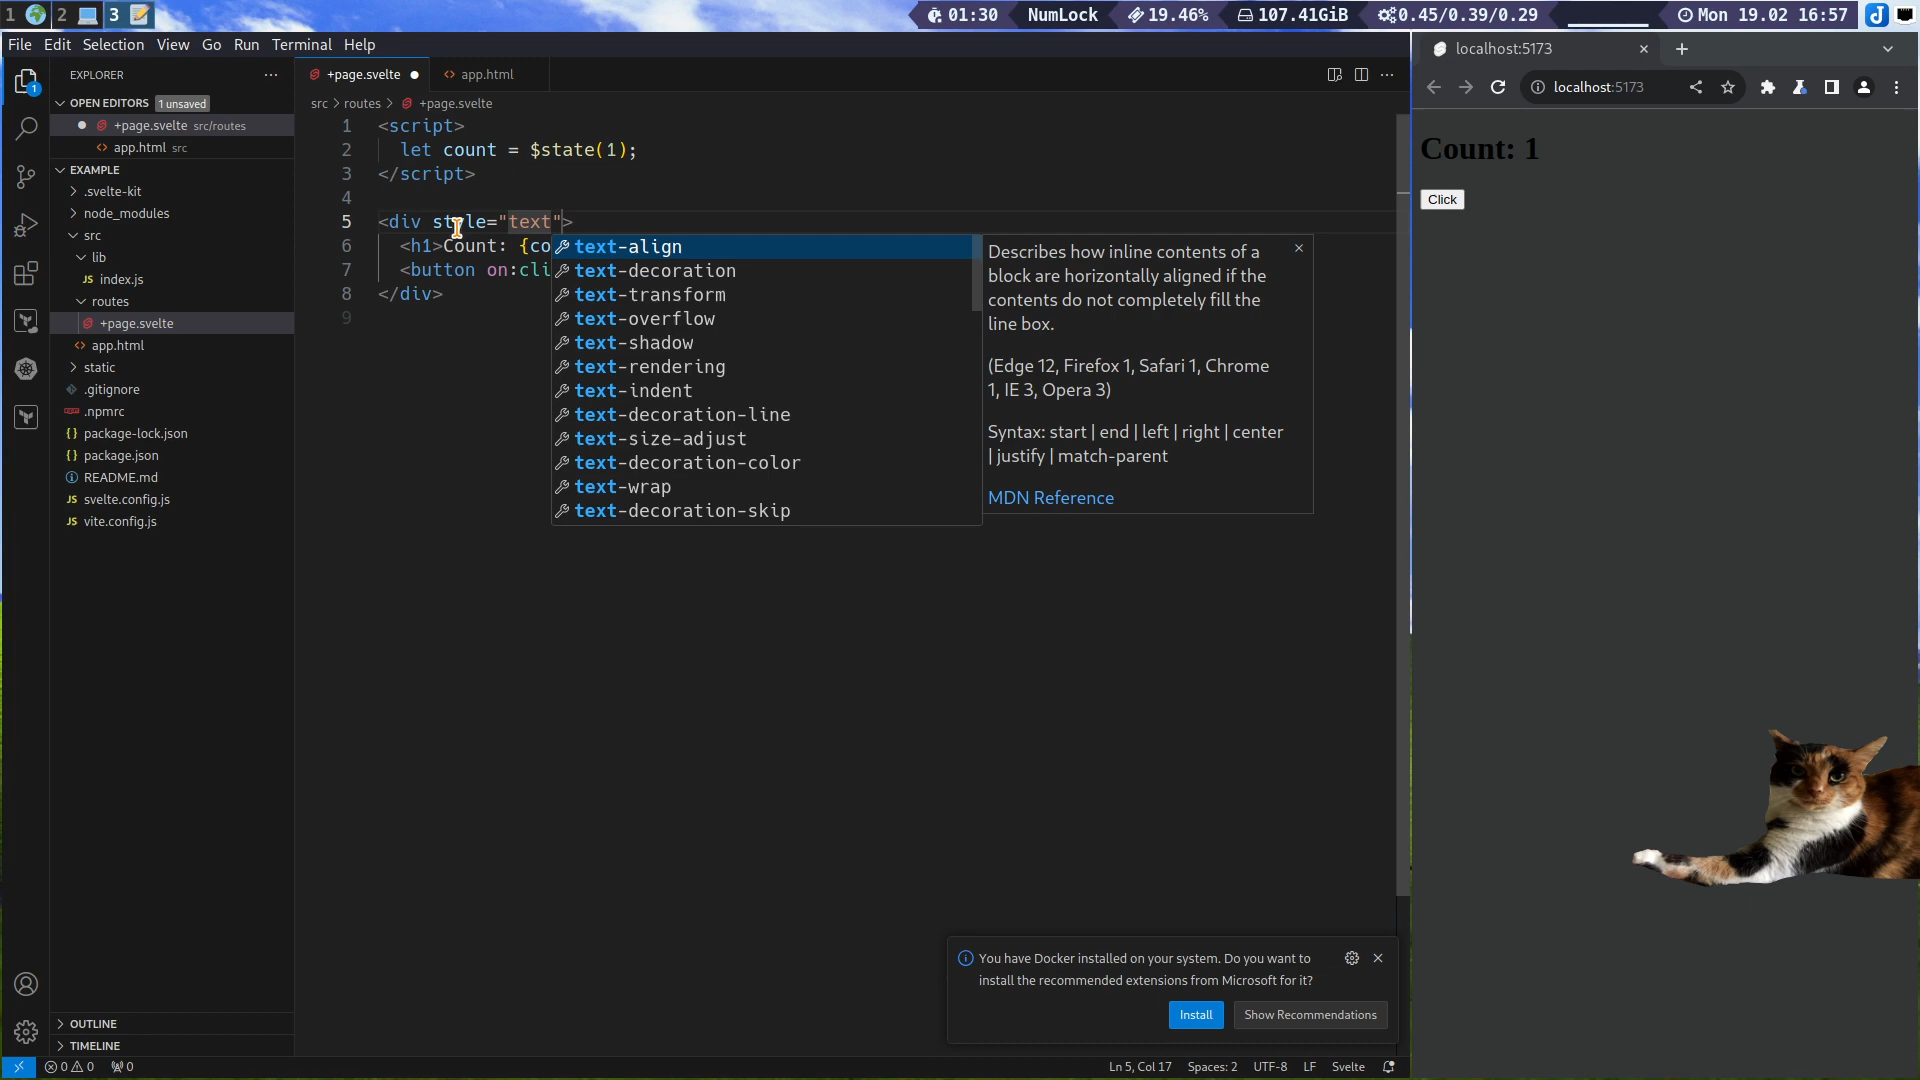 1 2 3 01:30 NumLock 19.46% 107.41GiB 0.45/0.39/0.29 Mon 19.02 16:57
File Edit Selection View Go Run Terminal Help
EXPLORER
OPEN EDITORS 1 unsaved
+page.svelte src/routes
app.html src
EXAMPLE
.svelte-kit
node_modules
src
lib
JS index.js
routes
+page.svelte
app.html
static
.gitignore
.npmrc
package-lock.json
package.json
README.md
JS svelte.config.js
JS vite.config.js
OUTLINE
TIMELINE
1
+page.svelte app.html
src > routes > +page.svelte
1 <script>
2 let count = $state(1);
3 </script>
4
5 <div style="text">
6 <h1>Count: {co
7 <button on:cli
8 </div>
9
text-align
text-decoration
text-transform
text-overflow
text-shadow
text-rendering
text-indent
text-decoration-line
text-size-adjust
text-decoration-color
text-wrap
text-decoration-skip
Describes how inline contents of a
block are horizontally aligned if the
contents do not completely fill the
line box.
(Edge 12, Firefox 1, Safari 1, Chrome
1, IE 3, Opera 3)
Syntax: start | end | left | right | center
| justify | match-parent
MDN Reference
You have Docker installed on your system. Do you want to
install the recommended extensions from Microsoft for it?
Install Show Recommendations
0 0 0 Ln 5, Col 17 Spaces: 2 UTF-8 LF Svelte
localhost:5173
localhost:5173
Count: 1
Click